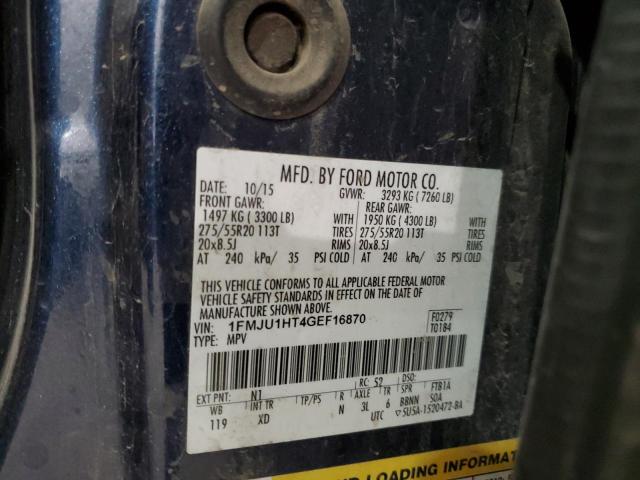 MFD. BY FORD MOTOR CO.
DATE: 10/15 GVWR: 3293 KG ( 7260 LB)
FRONT GAWR: REAR GAWR:
1497 KG ( 3300 LB) WITH 1950 KG ( 4300 LB) WITH
275/55R20 113T TIRES 275/55R20 113T TIRES
20x8.5J RIMS 20x8.5J RIMS
AT 240 kPa/ 35 PSI COLD AT 240 kPa/ 35 PSI COLD
THIS VEHICLE CONFORMS TO ALL APPLICABLE FEDERAL MOTOR
VEHICLE SAFETY STANDARDS IN EFFECT ON THE DATE OF
MANUFACTURE SHOWN ABOVE.
VIN: 1FMJU1HT4GEF16870 F0279
TYPE: MPV T0184
EXT PNT: N1 RC: 52 DSO:
WB INT TR TP/PS R AXLE TR SPR FTB1A
119 XD N 3L 6 BBNN SOA
UTC ▽5U5A-1520472-BA
LOADING INFORMATION